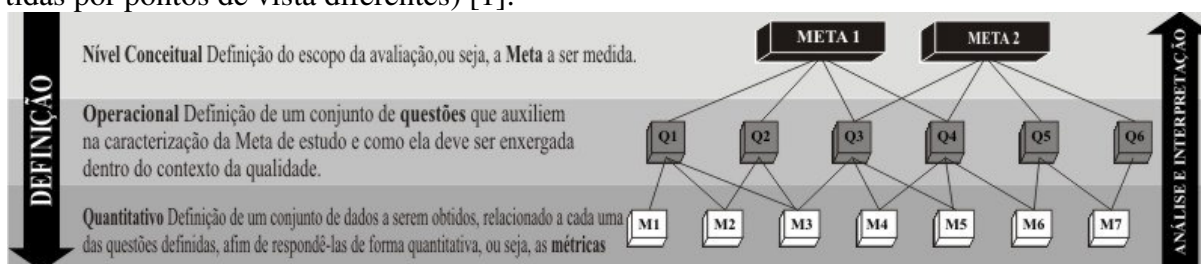 tidas por pontos de vista diferentes) [1].
DEFINIÇÃO
Nível Conceitual Definição do escopo da avaliação,ou seja, a Meta a ser medida.
META 1
META 2
Operacional Definição de um conjunto de questões que auxiliem
na caracterização da Meta de estudo e como ela deve ser enxergada
dentro do contexto da qualidade.
Q1
Q2
Q3
Q4
Q5
Q6
Quantitativo Definição de um conjunto de dados a serem obtidos, relacionado a cada uma
das questões definidas, afim de respondê-las de forma quantitativa, ou seja, as métricas
M1
M2
M3
M4
M5
M6
M7
ANÁLISE E INTERPRETAÇÃO